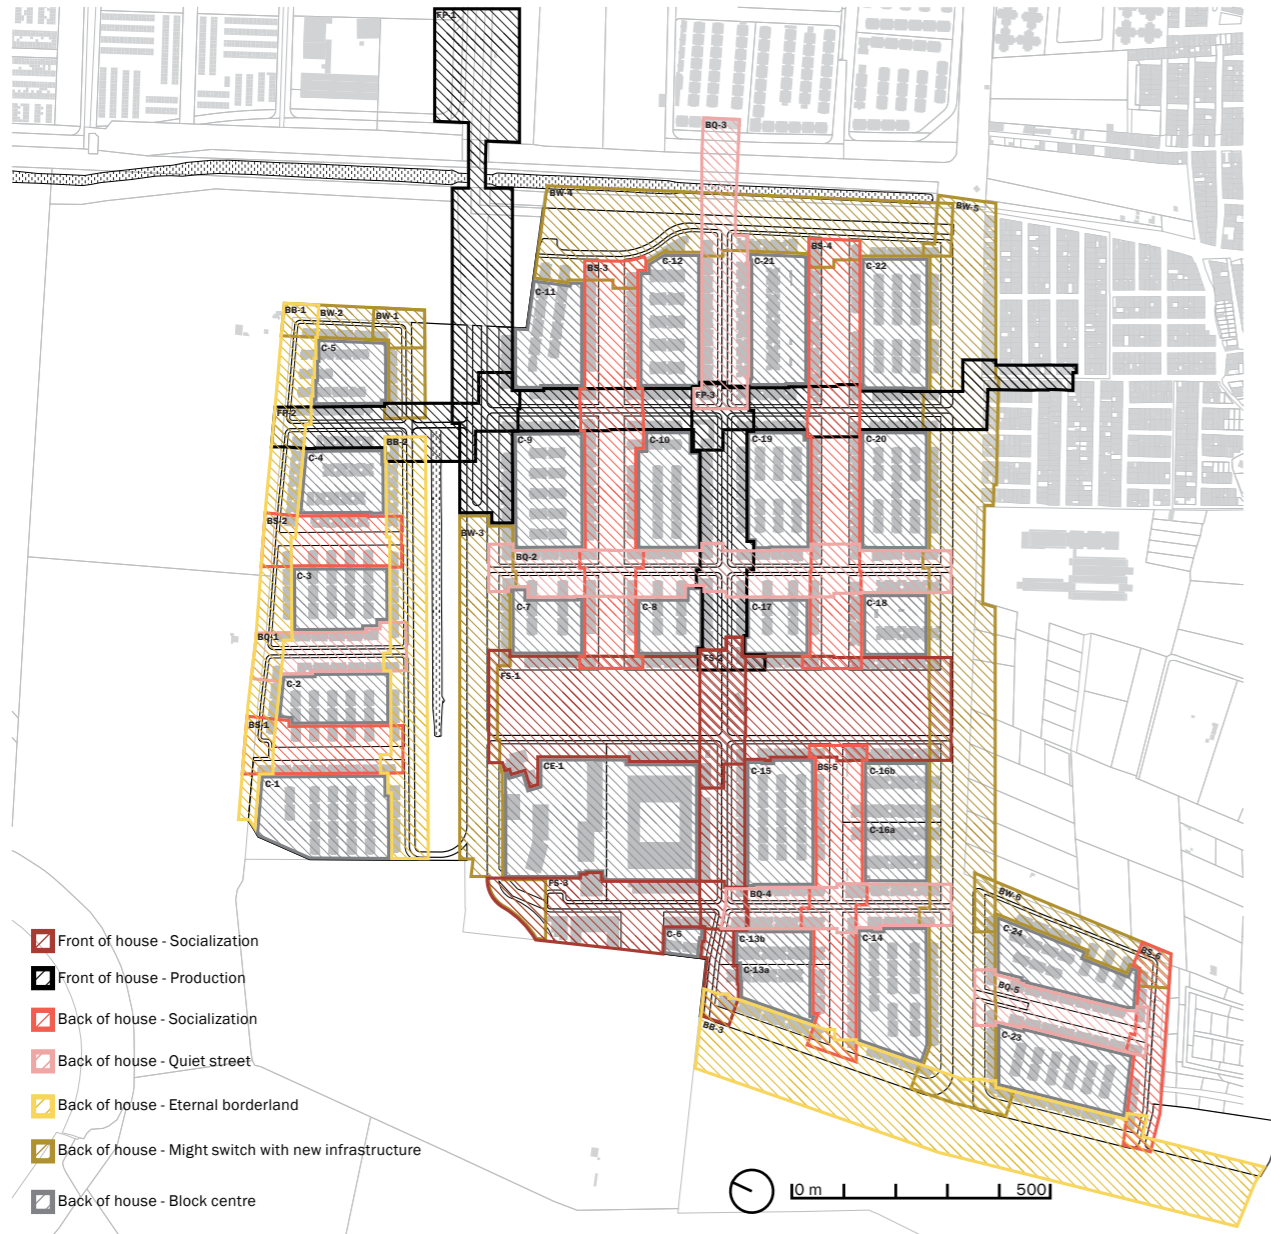 FP-1
BQ-3
BW-4
BW-5
BS-4
C-12
C-21
C-22
BS-3
C-11
BB-1
BW-2
BW-1
C-5
FP-3
FP-2
C-9
C-10
C-19
C-20
BB-2
C-4
BS-2
BW-3
BQ-2
C-3
C-7
C-8
C-17
C-18
BQ-1
FS-2
FS-1
C-2
BS-1
CE-1
C-15
BS-5
C-16b
C-1
C-16a
FS-3
BQ-4
BW-6
C-6
C-13b
C-14
C-24
BS-6
C-13a
BQ-5
BB-3
C-23
Front of house - Socialization
Front of house - Production
Back of house - Socialization
Back of house - Quiet street
Back of house - Eternal borderland
Back of house - Might switch with new infrastructure
Back of house - Block centre
0 m 500